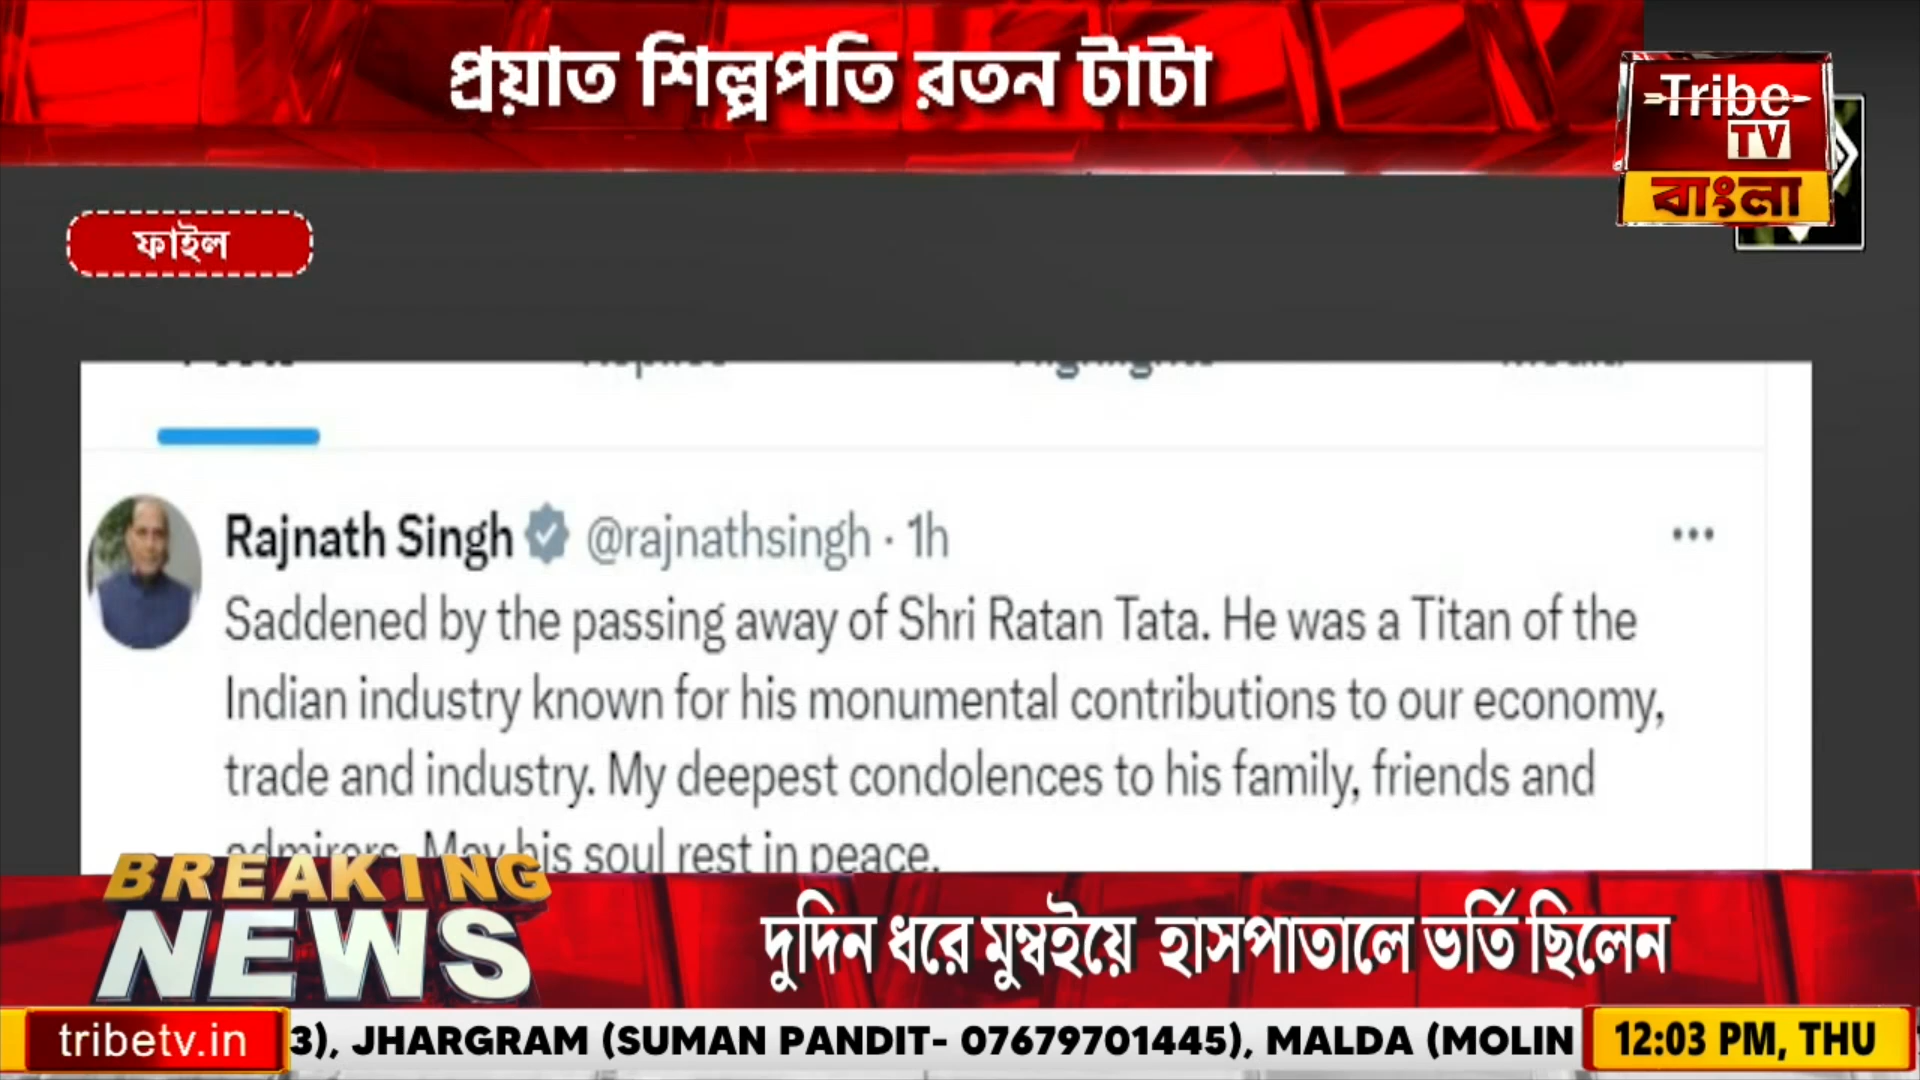 প্রয়াত শিল্পপতি রতন টাটা
Tribe
TV
বাংলা
ফাইল
Rajnath Singh @rajnathsingh · 1h
Saddened by the passing away of Shri Ratan Tata. He was a Titan of the
Indian industry known for his monumental contributions to our economy,
trade and industry. My deepest condolences to his family, friends and
admirers. May his soul rest in peace.
BREAKING
NEWS
দুদিন ধরে মুম্বইয়ে হাসপাতালে ভর্তি ছিলেন
tribetv.in
3), JHARGRAM (SUMAN PANDIT- 07679701445), MALDA (MOLIN
12:03 PM, THU